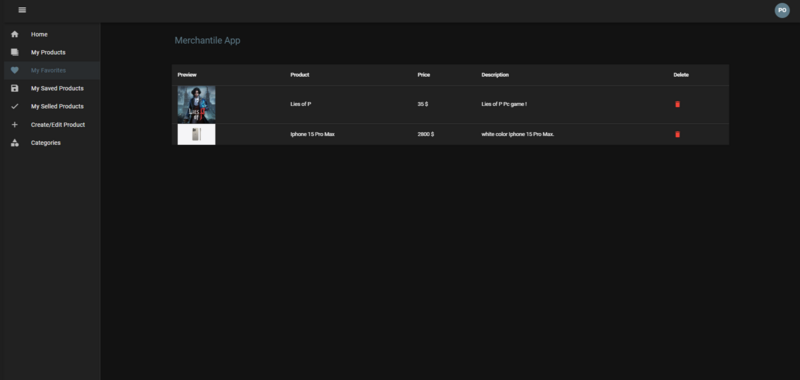 PO
Home
My Products
My Favorites
My Saved Products
My Selled Products
Create/Edit Product
Categories
Merchantile App
Preview Product Price Description Delete
Lies of P 35 $ Lies of P Pc game !
Iphone 15 Pro Max 2800 $ white color Iphone 15 Pro Max.